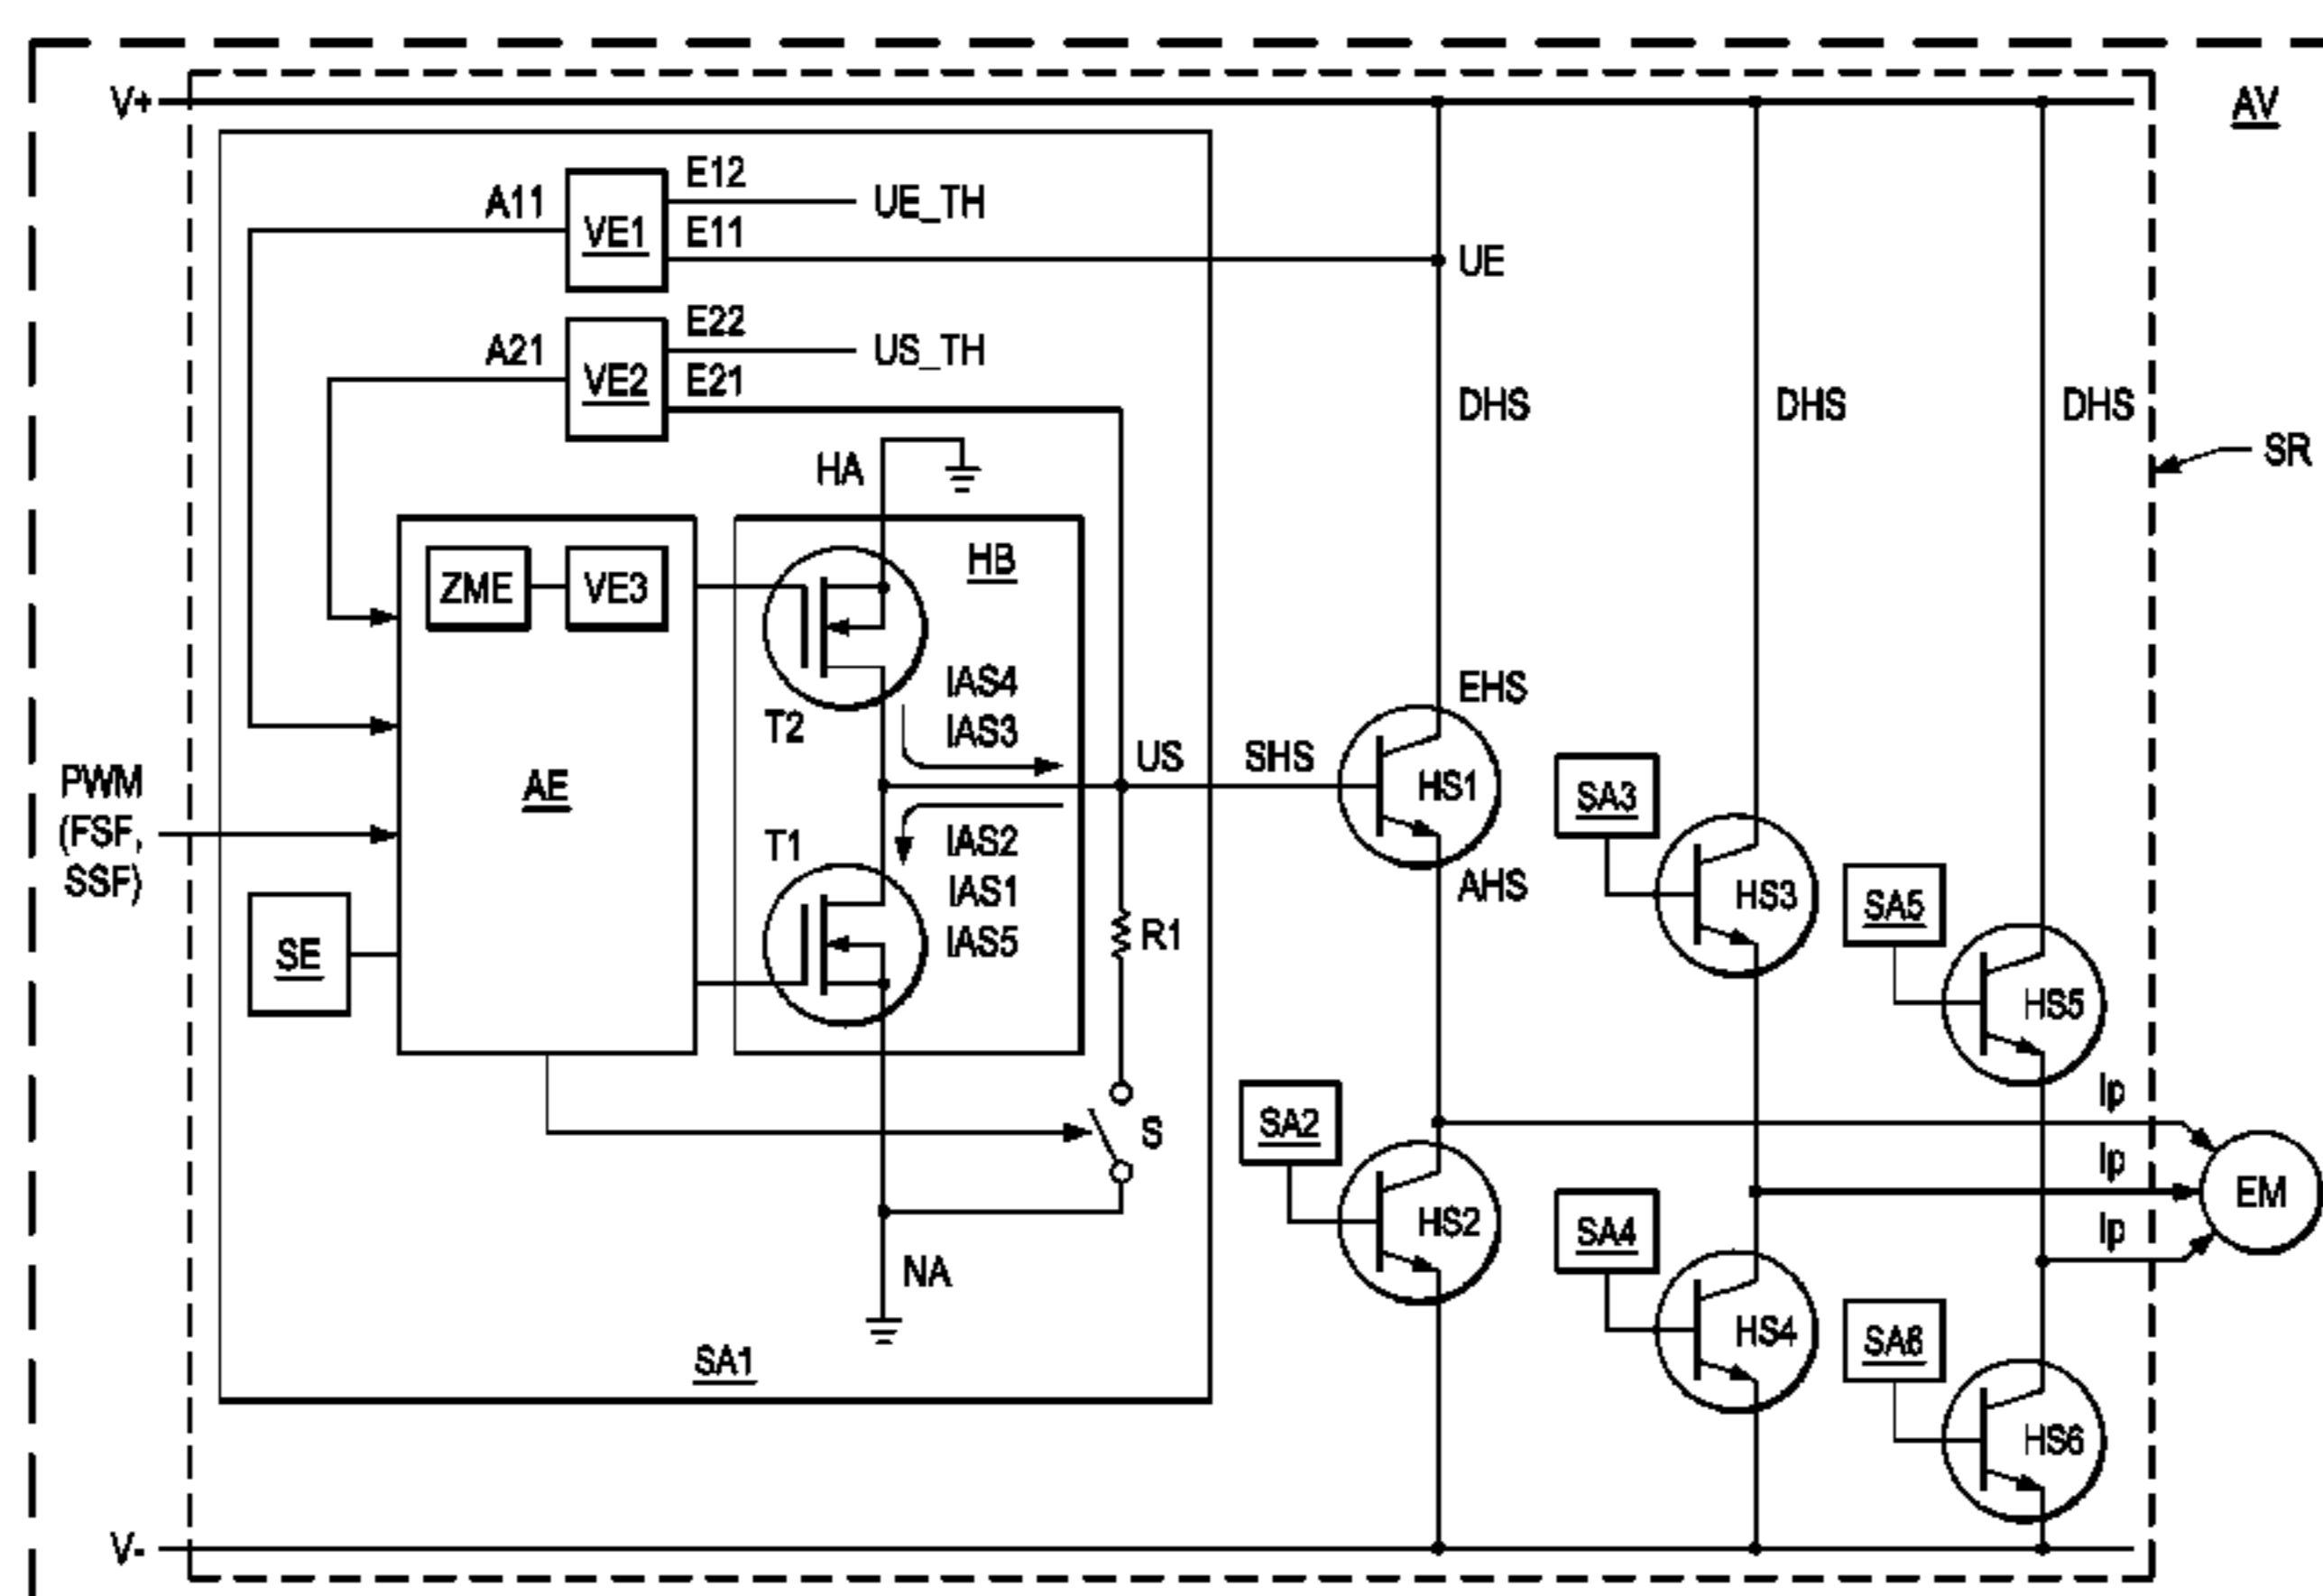 V+
AV
E12
A11
UE_TH
VE1
E11
UE
E22
A21
US_TH
VE2
E21
DHS
DHS
DHS
SR
HA
HB
ZME
VE3
IAS4
EHS
T2
IAS3
US
SHS
PWM
(FSF,
SSF)
AE
HS1
SA3
T1
IAS2
IAS1
AHS
HS3
SA5
IAS5
R1
SE
HS5
Ip
SA2
S
Ip
EM
HS2
SA4
Ip
NA
HS4
SA6
SA1
HS6
V-